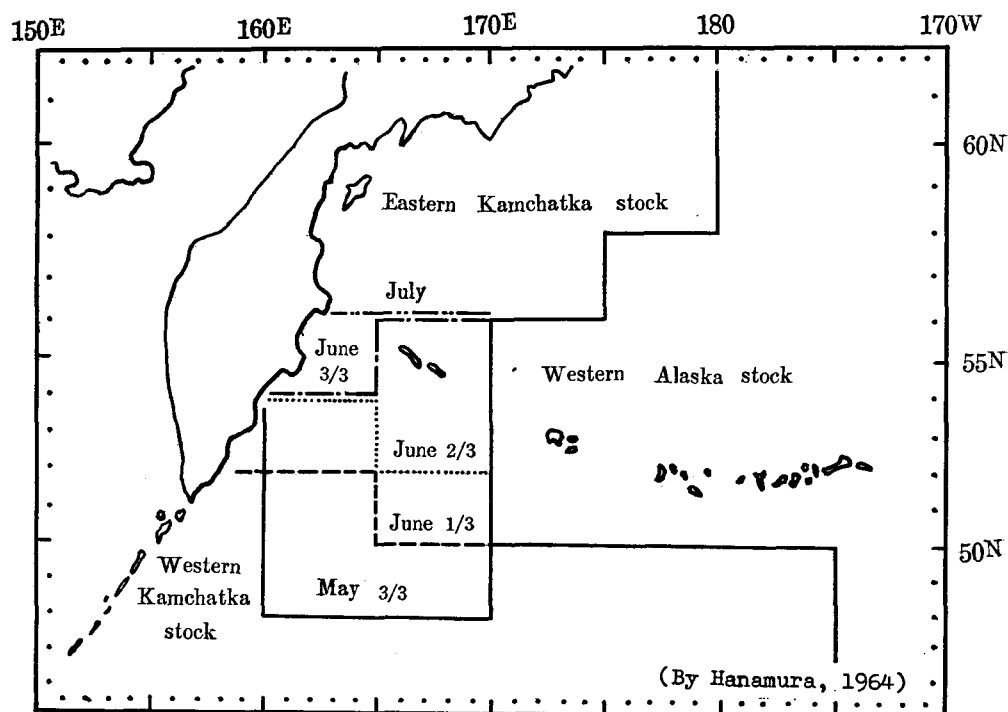 150E 160E 170E 180 170W
60N
Eastern Kamchatka stock
July
June
3/3
55N
Western Alaska stock
June 2/3
June 1/3
50N
Western
Kamchatka
stock
May 3/3
(By Hanamura, 1964)